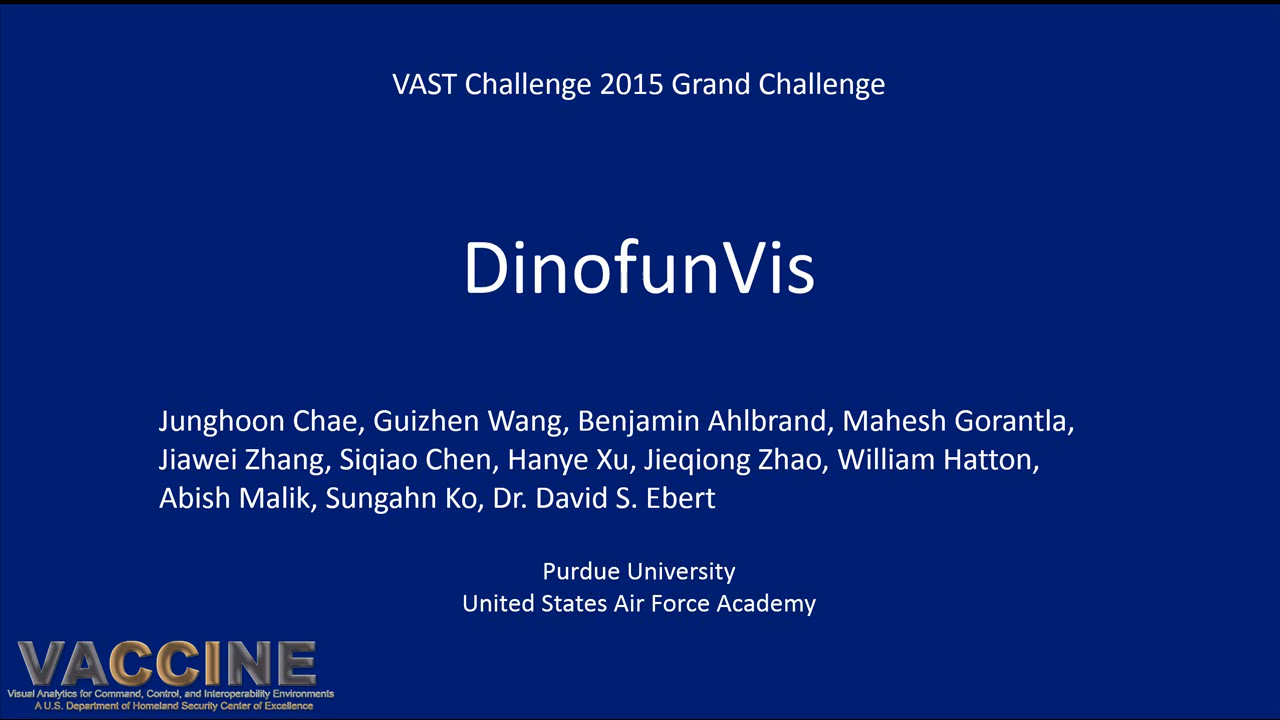 VAST Challenge 2015 Grand Challenge
DinofunVis
Junghoon Chae, Guizhen Wang, Benjamin Ahlbrand, Mahesh Gorantla,
Jiawei Zhang, Siqiao Chen, Hanye Xu, Jieqiong Zhao, William Hatton,
Abish Malik, Sungahn Ko, Dr. David S. Ebert
Purdue University
United States Air Force Academy
VACCINE
Visual Analytics for Command, Control, and Interoperability Environments
A U.S. Department of Homeland Security Center of Excellence